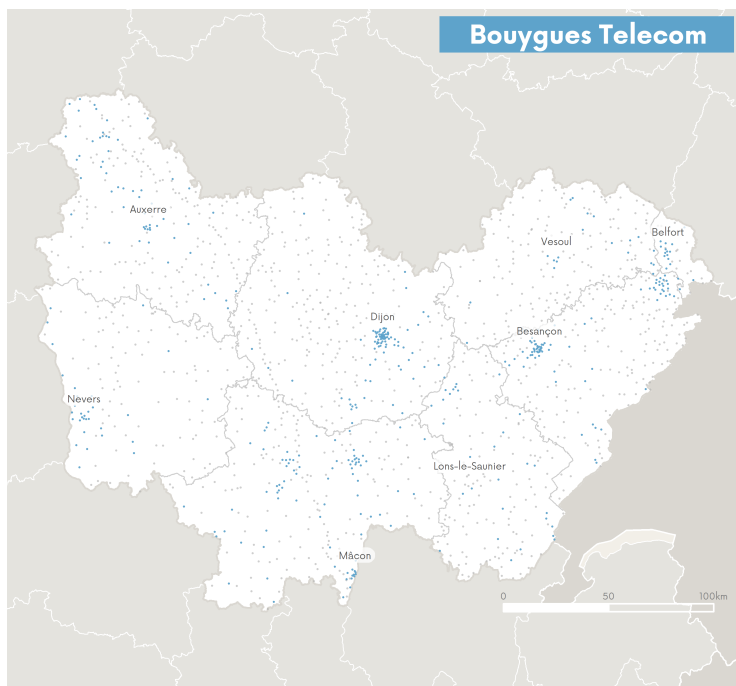 Bouygues Telecom
Auxerre
Belfort
Vesoul
Dijon
Besançon
Nevers
Lons-le-Saunier
Mâcon
0 50 100km